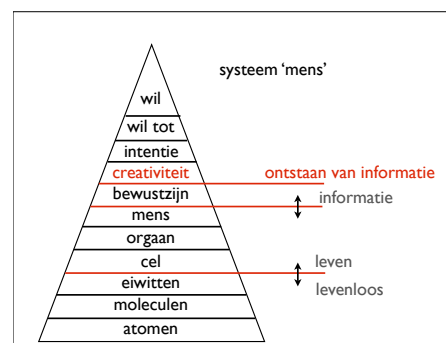 systeem ‘mens’
wil
wil tot
intentie
creativiteit ontstaan van informatie
bewustzijn informatie
mens
orgaan
cel leven
eiwitten levenloos
moleculen
atomen